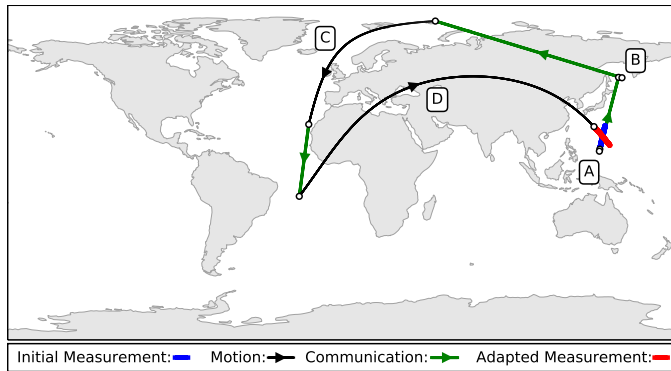 C
B
D
A
Initial Measurement: Motion: Communication: Adapted Measurement: